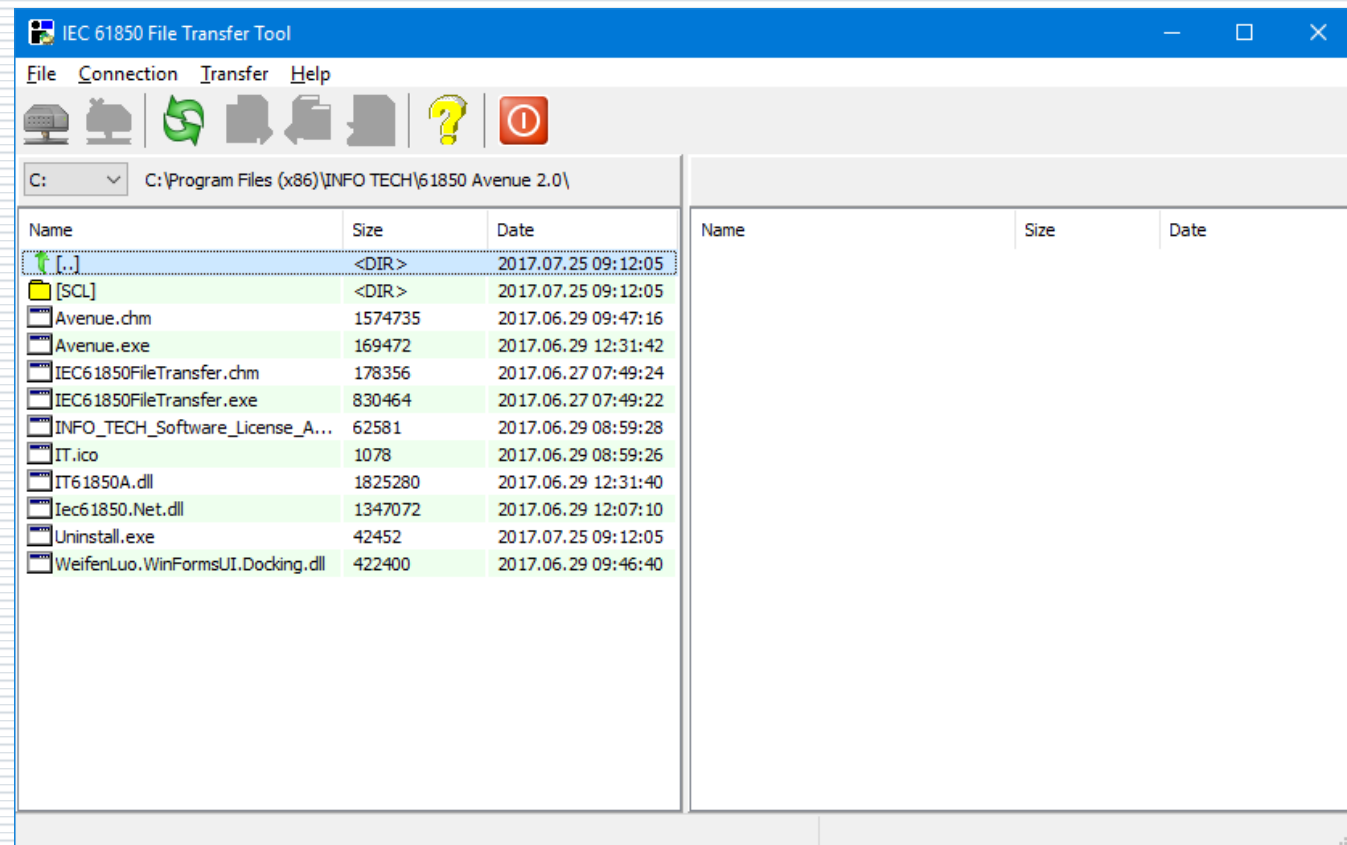 IEC 61850 File Transfer Tool
File Connection Transfer Help
C: C:\Program Files (x86)\INFO TECH\61850 Avenue 2.0\
Name Size Date Name Size Date
[..] <DIR> 2017.07.25 09:12:05
[SCL] <DIR> 2017.07.25 09:12:05
Avenue.chm 1574735 2017.06.29 09:47:16
Avenue.exe 169472 2017.06.29 12:31:42
IEC61850FileTransfer.chm 178356 2017.06.27 07:49:24
IEC61850FileTransfer.exe 830464 2017.06.27 07:49:22
INFO_TECH_Software_License_A... 62581 2017.06.29 08:59:28
IT.ico 1078 2017.06.29 08:59:26
IT61850A.dll 1825280 2017.06.29 12:31:40
Iec61850.Net.dll 1347072 2017.06.29 12:07:10
Uninstall.exe 42452 2017.07.25 09:12:05
WeifenLuo.WinFormsUI.Docking.dll 422400 2017.06.29 09:46:40